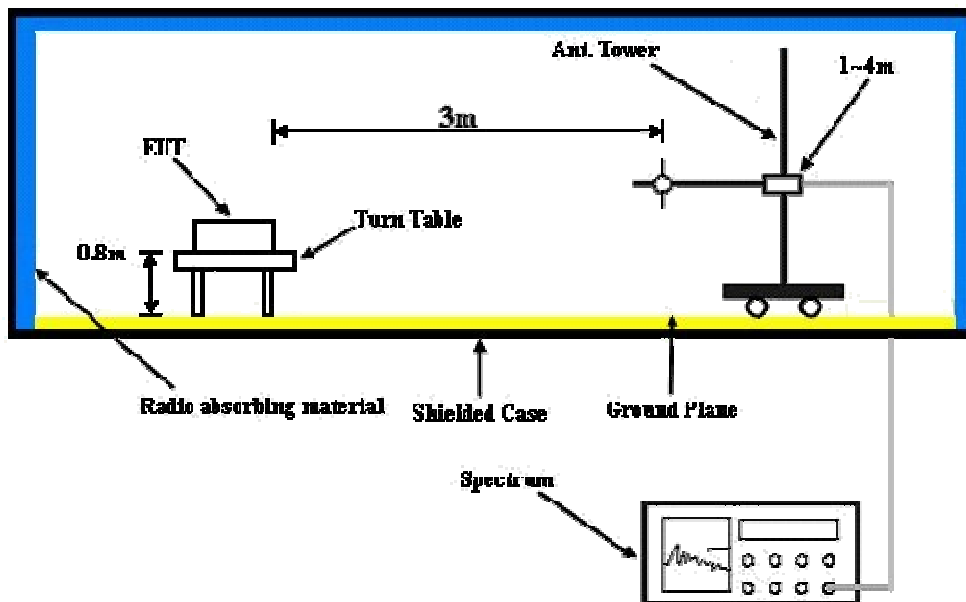 Ant. Tower
1~4m
3m
EUT
Turn Table
0.8m
Radio absorbing material
Shielded Case
Ground Plane
Spectrum